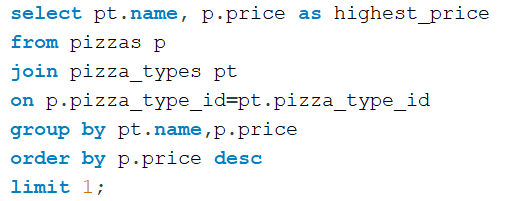 select pt.name, p.price as highest_price
from pizzas p
join pizza_types pt
on p.pizza_type_id=pt.pizza_type_id
group by pt.name,p.price
order by p.price desc
limit 1;